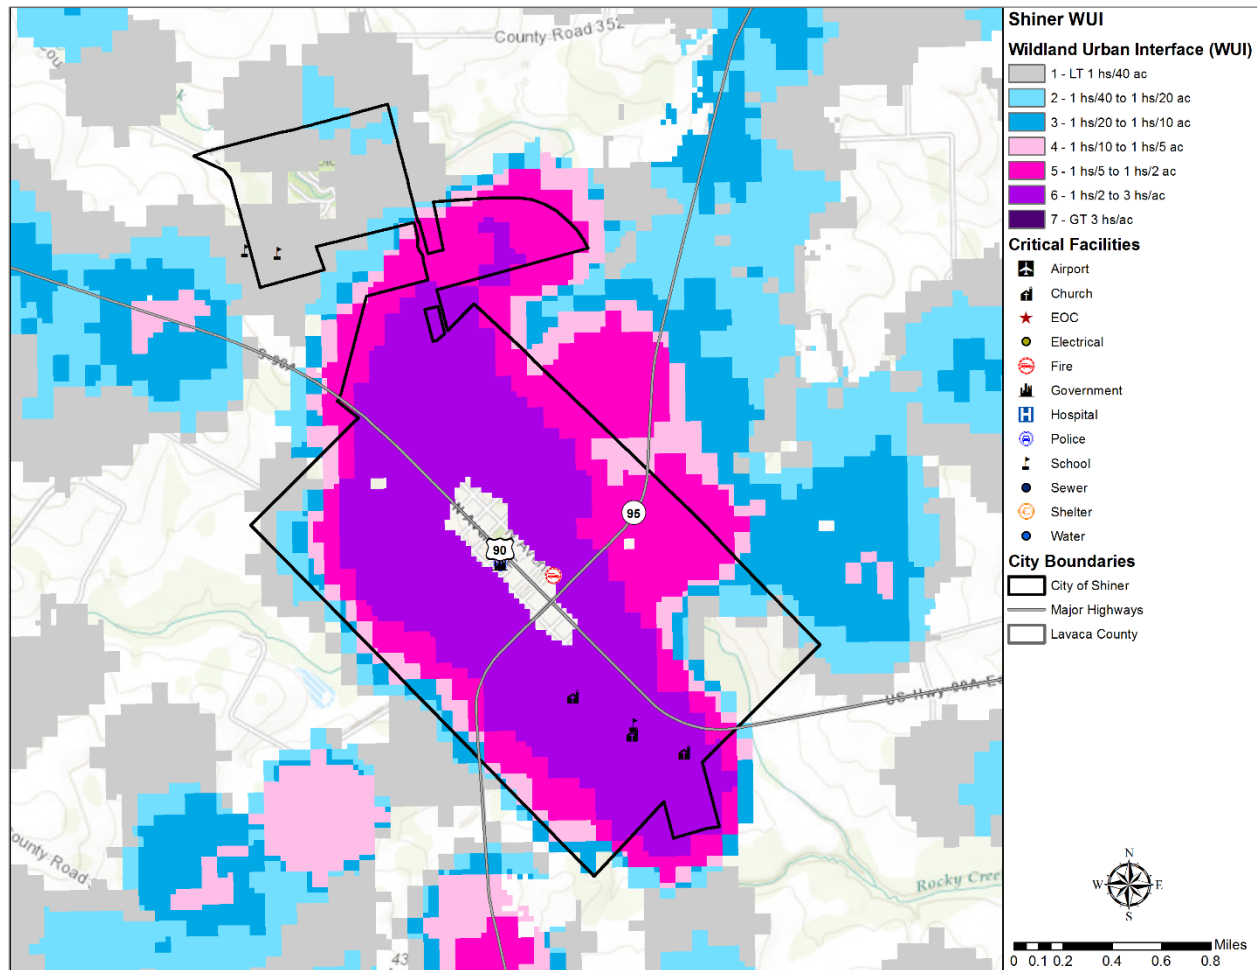 Shiner WUI
Wildland Urban Interface (WUI)
1 - LT 1 hs/40 ac
2 - 1 hs/40 to 1 hs/20 ac
3 - 1 hs/20 to 1 hs/10 ac
4 - 1 hs/10 to 1 hs/5 ac
5 - 1 hs/5 to 1 hs/2 ac
6 - 1 hs/2 to 3 hs/ac
7 - GT 3 hs/ac
Critical Facilities
Airport
Church
EOC
Electrical
Fire
Government
H Hospital
Police
School
Sewer
Shelter
Water
City Boundaries
City of Shiner
Major Highways
Lavaca County
N
W E
S
Miles
0 0.1 0.2 0.4 0.6 0.8
County Road 352
95
90
US Hwy 90A
Rocky Cree
County Road
43